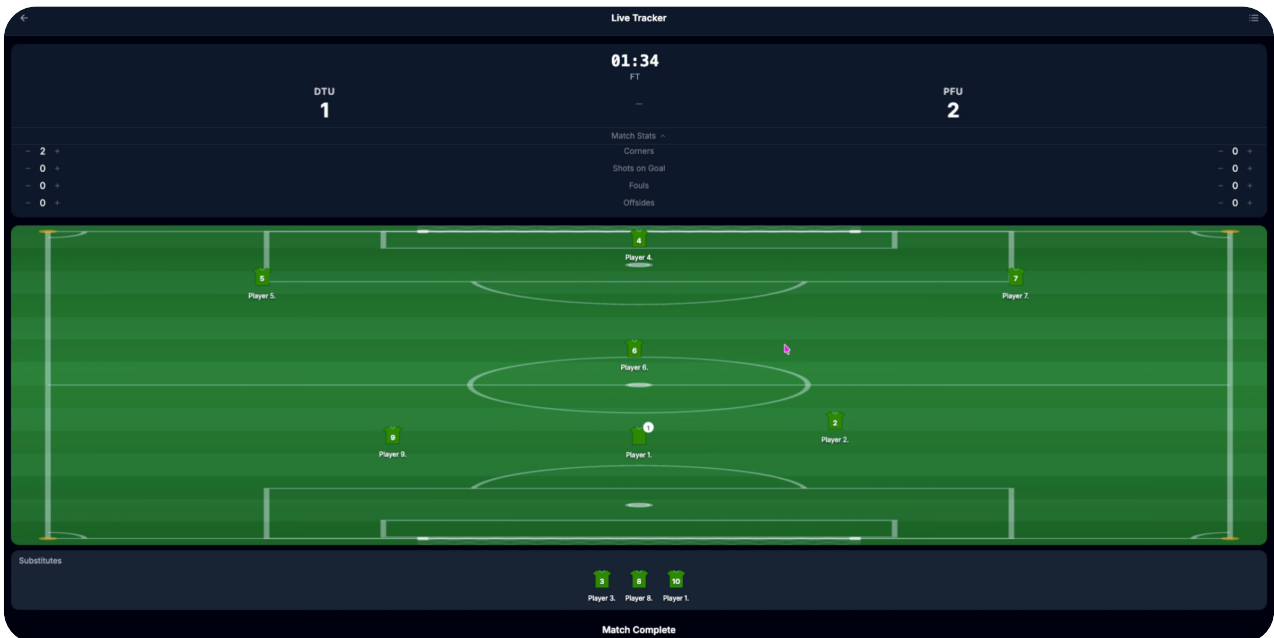 Live Tracker
01:34
FT
DTU
PFU
1
–
2
Match Stats
− 2 + Corners − 0 +
− 0 + Shots on Goal − 0 +
− 0 + Fouls − 0 +
− 0 + Offsides − 0 +
4
Player 4.
5
Player 5.
7
Player 7.
6
Player 6.
2
Player 2.
1
Player 1.
9
Player 9.
Substitutes
3 8 10
Player 3. Player 8. Player 1.
Match Complete